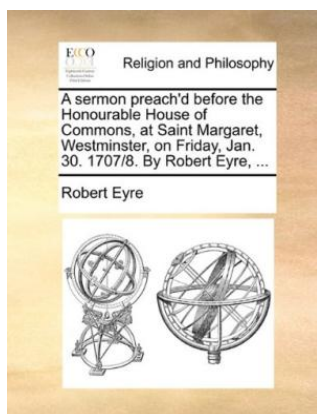 ECCO
Religion and Philosophy
A sermon preach'd before the
Honourable House of
Commons, at Saint Margaret,
Westminster, on Friday, Jan.
30. 1707/8. By Robert Eyre, ...
Robert Eyre